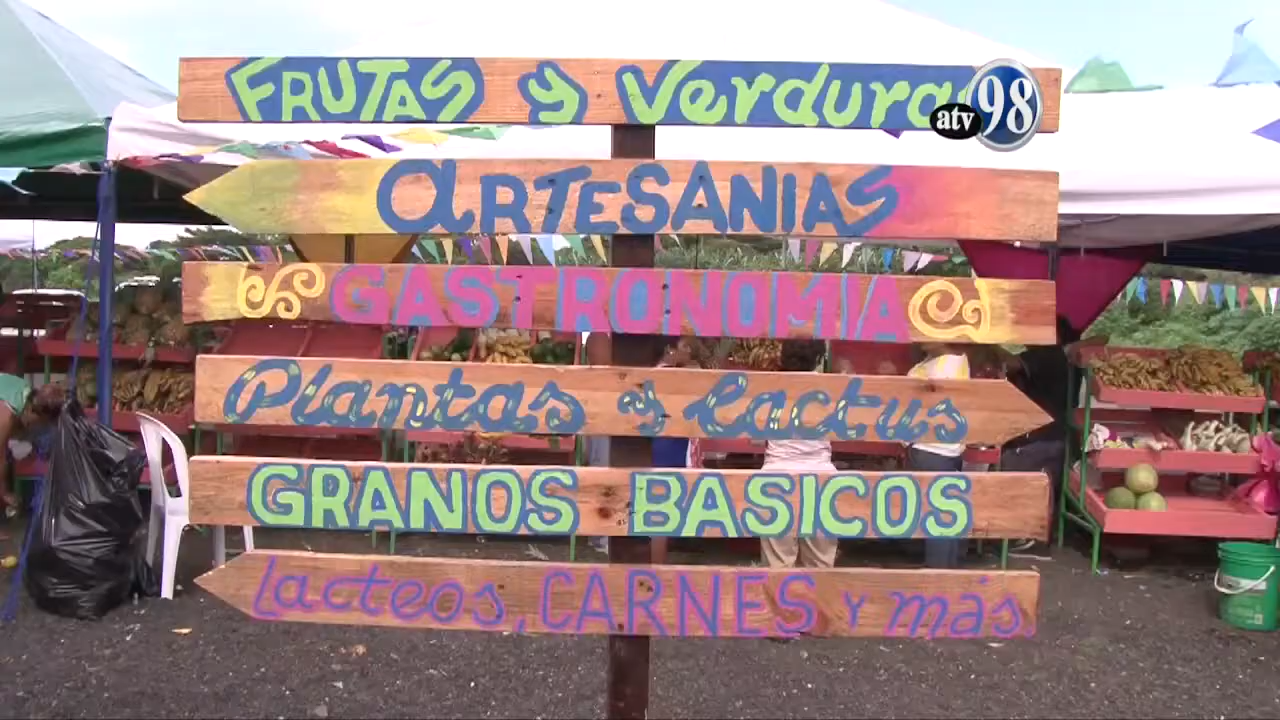 FRUTAS y Verduras
atv 98
ARTESANIAS
GASTRONOMIA
Plantas y Cactus
GRANOS BASICOS
Lacteos, CARNES Y más.